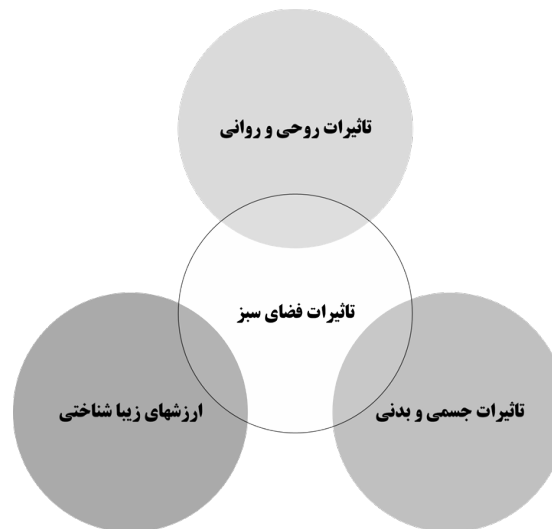 تاثیرات روحی و روانی
تاثیرات فضای سبز
ارزشهای زیبا شناختی
تاثیرات جسمی و بدنی